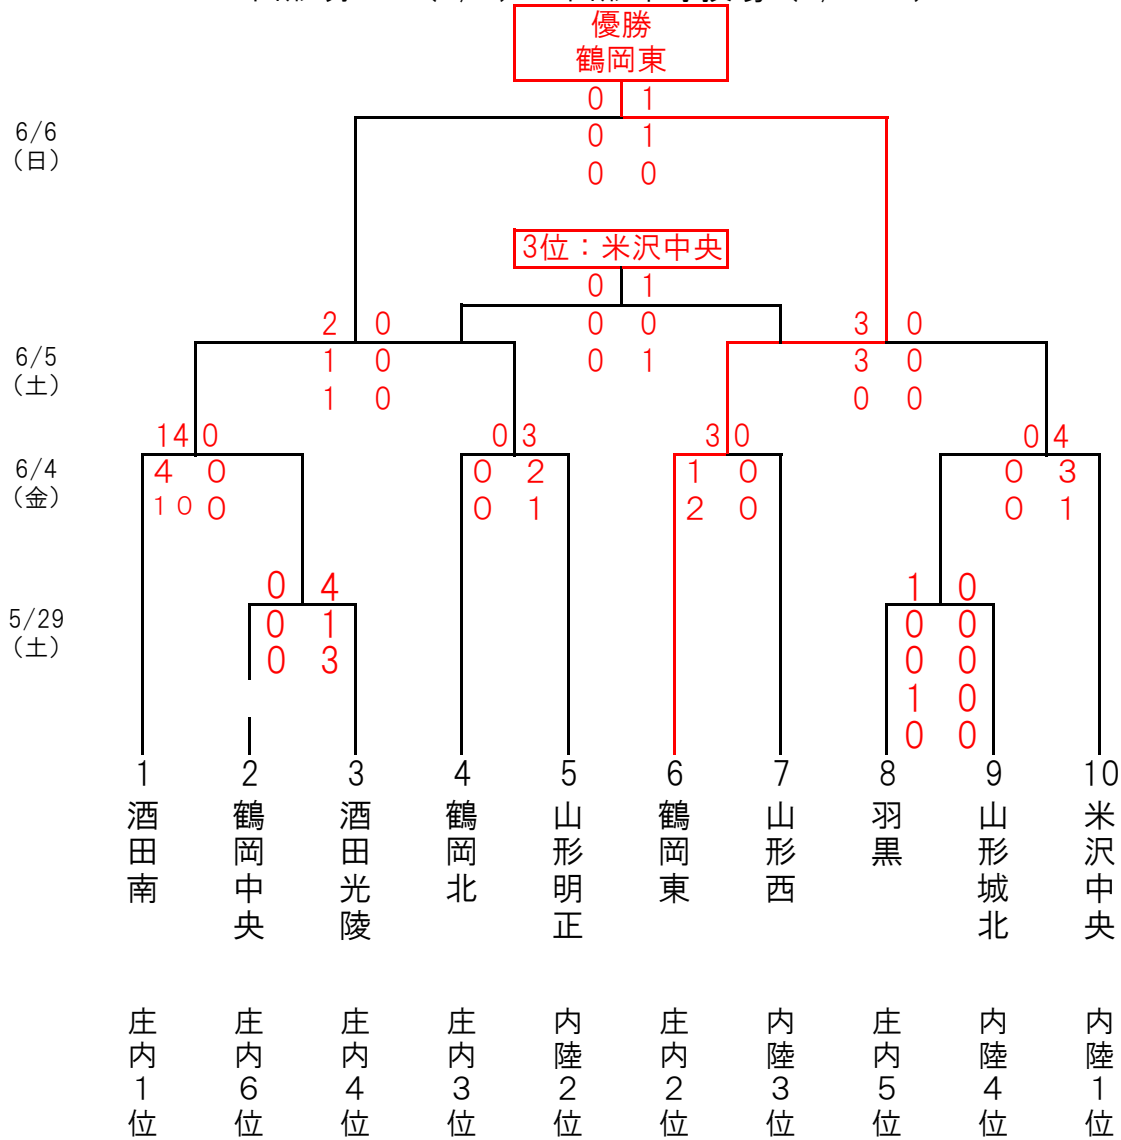 優勝
鶴岡東
0 1
6/6
(日)
0 1
0 0
3位：米沢中央
0 1
2 0
0 0
3 0
6/5
(土)
1 0
0 1
3 0
1 0
0 0
14 0
0 3
3 0
0 4
6/4
(金)
4 0
0 2
1 0
0 3
10 0
0 1
2 0
0 1
0 4
1 0
5/29
(土)
0 1
0 0
0 3
0 0
1 0
0 0
1 2 3 4 5 6 7 8 9 10
酒田南
鶴岡中央
酒田光陵
鶴岡北
山形明正
鶴岡東
山形西
羽黒
山形城北
米沢中央
庄内1位
庄内6位
庄内4位
庄内3位
内陸2位
庄内2位
内陸3位
庄内5位
内陸4位
内陸1位